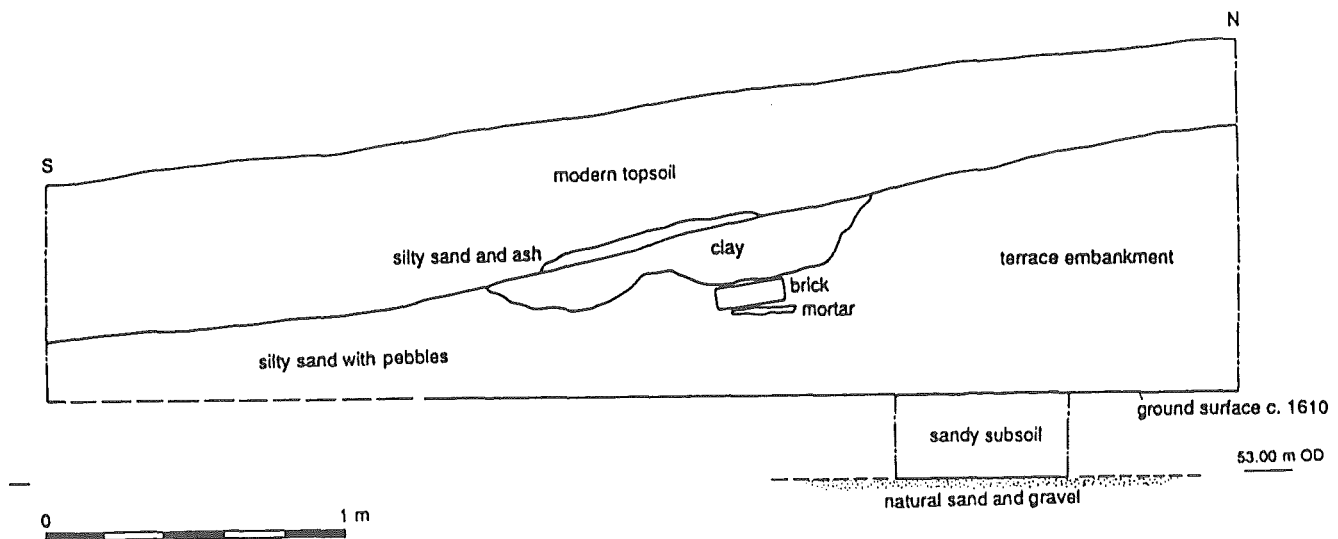 N
S
modern topsoil
silty sand and ash
clay
terrace embankment
brick
mortar
silty sand with pebbles
ground surface c. 1610
sandy subsoil
53.00 m OD
natural sand and gravel
0
1 m